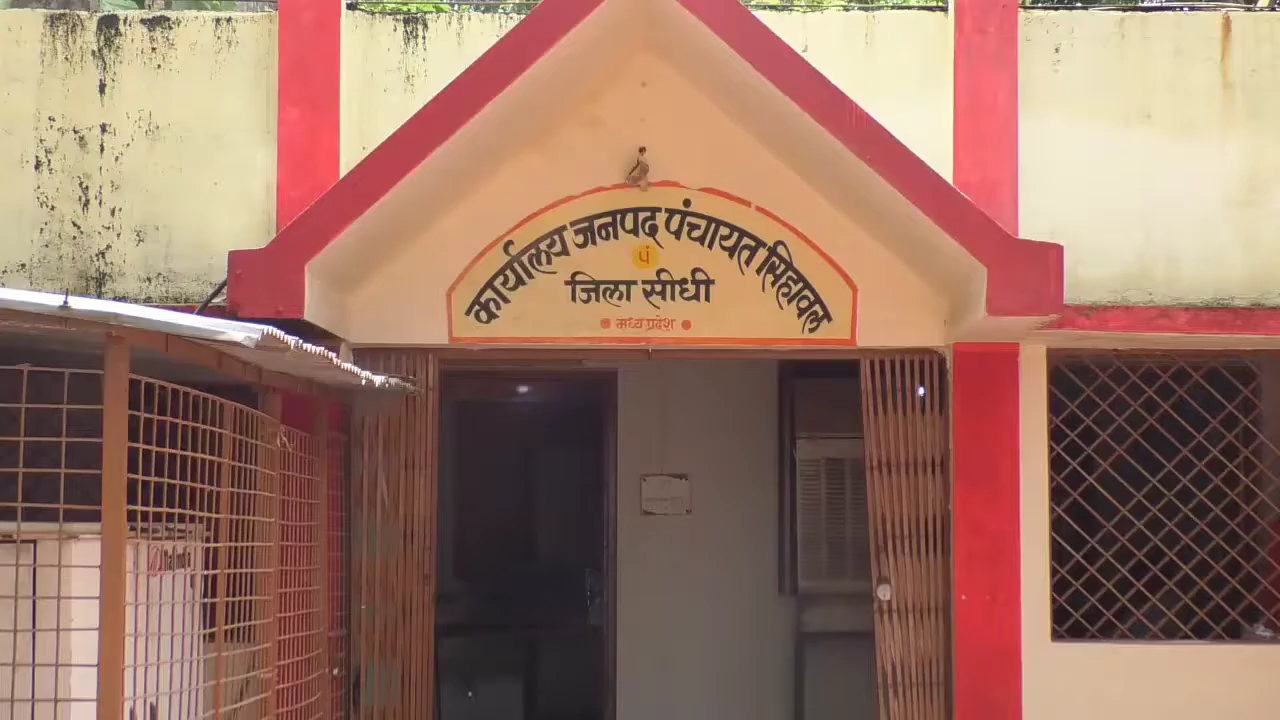 कार्यालय जनपद पंचायत सिहावल
पं
जिला सीधी
मध्य प्रदेश